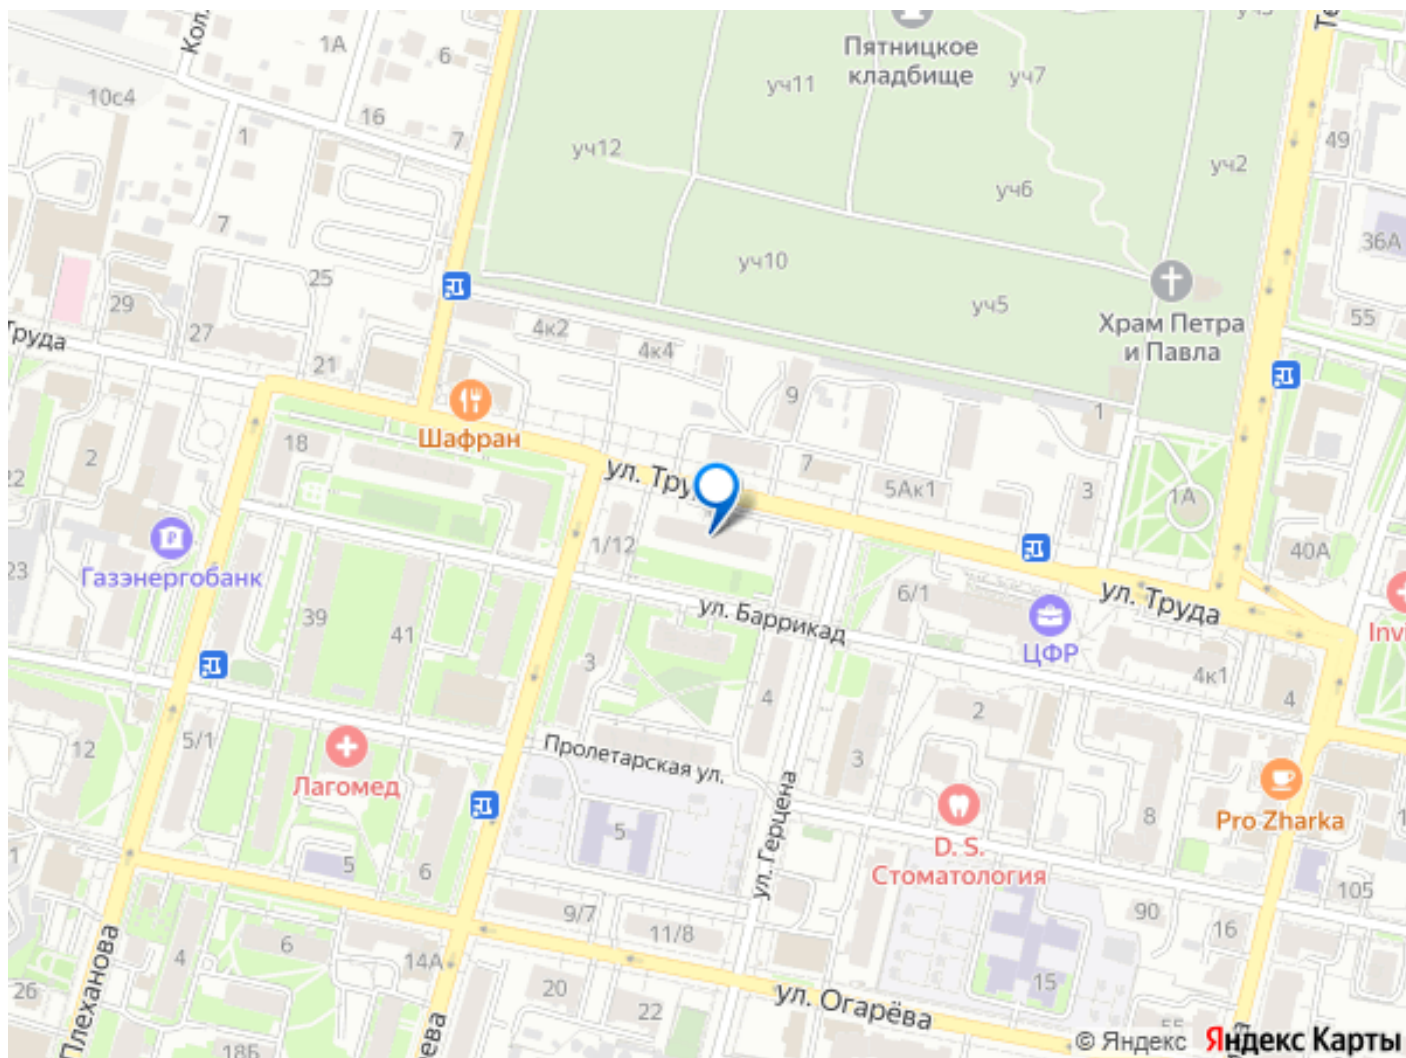 Кол.
1А
6
Пятницкое
кладбище
уч7
уч11
10с4
16
1
7
уч12
49
уч2
уч6
7
36А
уч10
25
29
уч5
27
4к2
Храм Петра
и Павла
55
Труда
4к4
21
9
Шафран
1
18
2
ул. Тру
7
5Ак1
3
1А
22
1/12
40А
23
Газэнергобанк
6/1
ул. Труда
ул. Баррикад
39
41
Inv
ЦФР
3
4к1
4
4
2
5/1
12
Пролетарская ул.
3
Лагомед
ул. Герцена
Pro Zharka
8
5
D. S.
Стоматология
5
6
105
9/7
90
11/8
16
6
4
14А
Плеханова
26
20
15
22
ул. Огарёва
ева
18Б
© Яндекс
Яндекс Карты